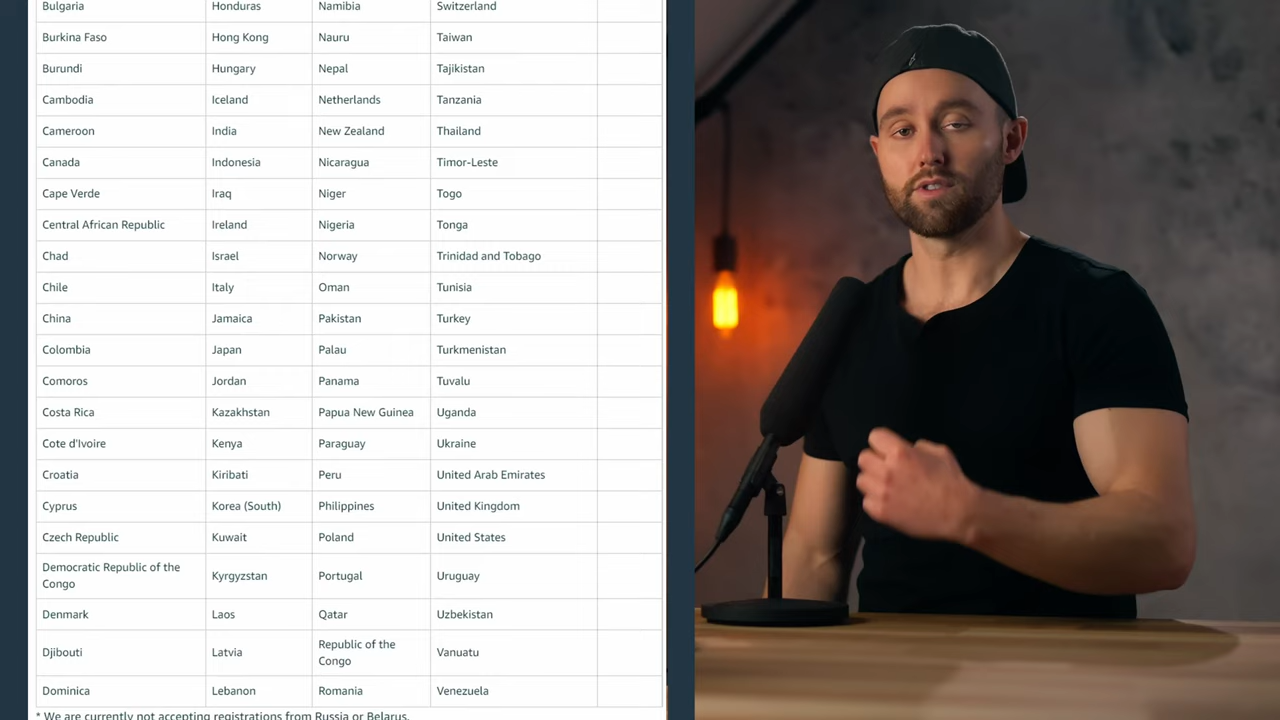 Bulgaria Honduras Namibia Switzerland
Burkina Faso Hong Kong Nauru Taiwan
Burundi Hungary Nepal Tajikistan
Cambodia Iceland Netherlands Tanzania
Cameroon India New Zealand Thailand
Canada Indonesia Nicaragua Timor-Leste
Cape Verde Iraq Niger Togo
Central African Republic Ireland Nigeria Tonga
Chad Israel Norway Trinidad and Tobago
Chile Italy Oman Tunisia
China Jamaica Pakistan Turkey
Colombia Japan Palau Turkmenistan
Comoros Jordan Panama Tuvalu
Costa Rica Kazakhstan Papua New Guinea Uganda
Cote d'Ivoire Kenya Paraguay Ukraine
Croatia Kiribati Peru United Arab Emirates
Cyprus Korea (South) Philippines United Kingdom
Czech Republic Kuwait Poland United States
Democratic Republic of the
Congo
Kyrgyzstan Portugal Uruguay
Denmark Laos Qatar Uzbekistan
Djibouti Latvia
Republic of the
Congo
Vanuatu
Dominica Lebanon Romania Venezuela
* We are currently not accepting registrations from Russia or Belarus.